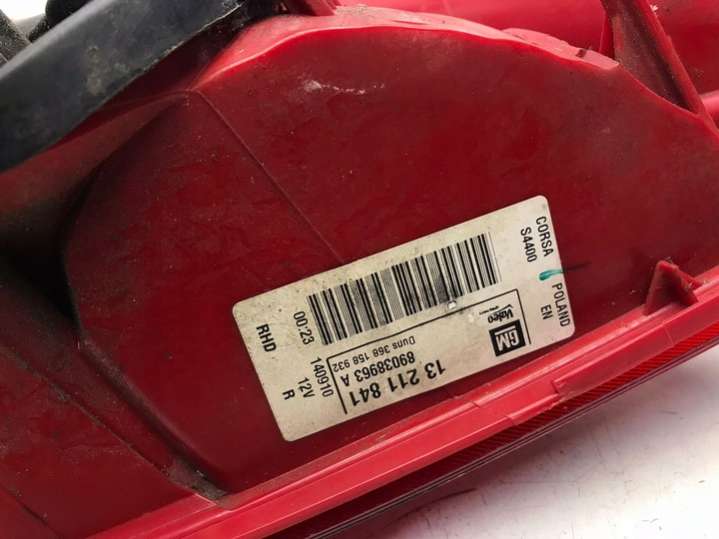 CORSA POLAND
S4400 EN
GM
Valeo
Duns 368 158 932
89038963 A
13 211 841
00:23 140910 12V R
RHD